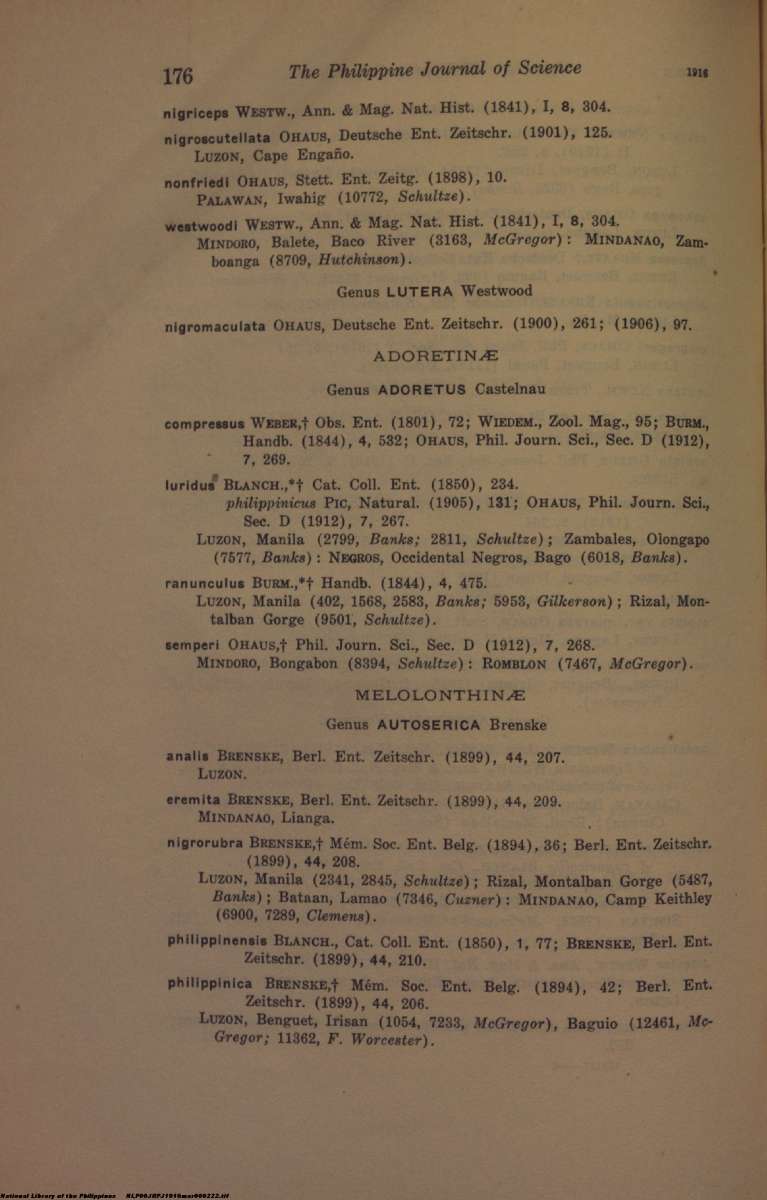 176 The Philippine Journal of Science 1916
nigriceps WESTW., Ann. & Mag. Nat. Hist. (1841), I, 8, 304.
nigroscutellata OHAUS, Deutsche Ent. Zeitschr. (1901), 125.
LUZON, Cape Engaño.
nonfriedi OHAUS, Stett. Ent. Zeitg. (1898), 10.
PALAWAN, Iwahig (10772, Schultze).
westwoodi WESTW., Ann. & Mag. Nat. Hist. (1841), I, 8, 304.
MINDORO, Balete, Baco River (3163, McGregor): MINDANAO, Zam-
boanga (8709, Hutchinson).
Genus LUTERA Westwood
nigromaculata OHAUS, Deutsche Ent. Zeitschr. (1900), 261; (1906), 97.
ADORETINÆ
Genus ADORETUS Castelnau
compressus WEBER,† Obs. Ent. (1801), 72; WIEDEM., Zool. Mag., 95; BURM.,
Handb. (1844), 4, 532; OHAUS, Phil. Journ. Sci., Sec. D (1912),
7, 269.
luridus BLANCH.,*† Cat. Coll. Ent. (1850), 234.
philippinicus PIC, Natural. (1905), 131; OHAUS, Phil. Journ. Sci.,
Sec. D (1912), 7, 267.
LUZON, Manila (2799, Banks; 2811, Schultze); Zambales, Olongapo
(7577, Banks): NEGROS, Occidental Negros, Bago (6018, Banks).
ranunculus BURM.,*† Handb. (1844), 4, 475.
LUZON, Manila (402, 1568, 2583, Banks; 5953, Gilkerson); Rizal, Mon-
talban Gorge (9501, Schultze).
semperi OHAUS,† Phil. Journ. Sci., Sec. D (1912), 7, 268.
MINDORO, Bongabon (8394, Schultze): ROMBLON (7467, McGregor).
MELOLONTHINÆ
Genus AUTOSERICA Brenske
analis BRENSKE, Berl. Ent. Zeitschr. (1899), 44, 207.
LUZON.
eremita BRENSKE, Berl. Ent. Zeitschr. (1899), 44, 209.
MINDANAO, Lianga.
nigrorubra BRENSKE,† Mém. Soc. Ent. Belg. (1894), 36; Berl. Ent. Zeitschr.
(1899), 44, 208.
LUZON, Manila (2341, 2845, Schultze); Rizal, Montalban Gorge (5487,
Banks); Bataan, Lamao (7346, Cuzner): MINDANAO, Camp Keithley
(6900, 7289, Clemens).
philippinensis BLANCH., Cat. Coll. Ent. (1850), 1, 77; BRENSKE, Berl. Ent.
Zeitschr. (1899), 44, 210.
philippinica BRENSKE,† Mém. Soc. Ent. Belg. (1894), 42; Berl. Ent.
Zeitschr. (1899), 44, 206.
LUZON, Benguet, Irisan (1054, 7233, McGregor), Baguio (12461, Mc-
Gregor; 11362, F. Worcester).
National Library of the Philippines